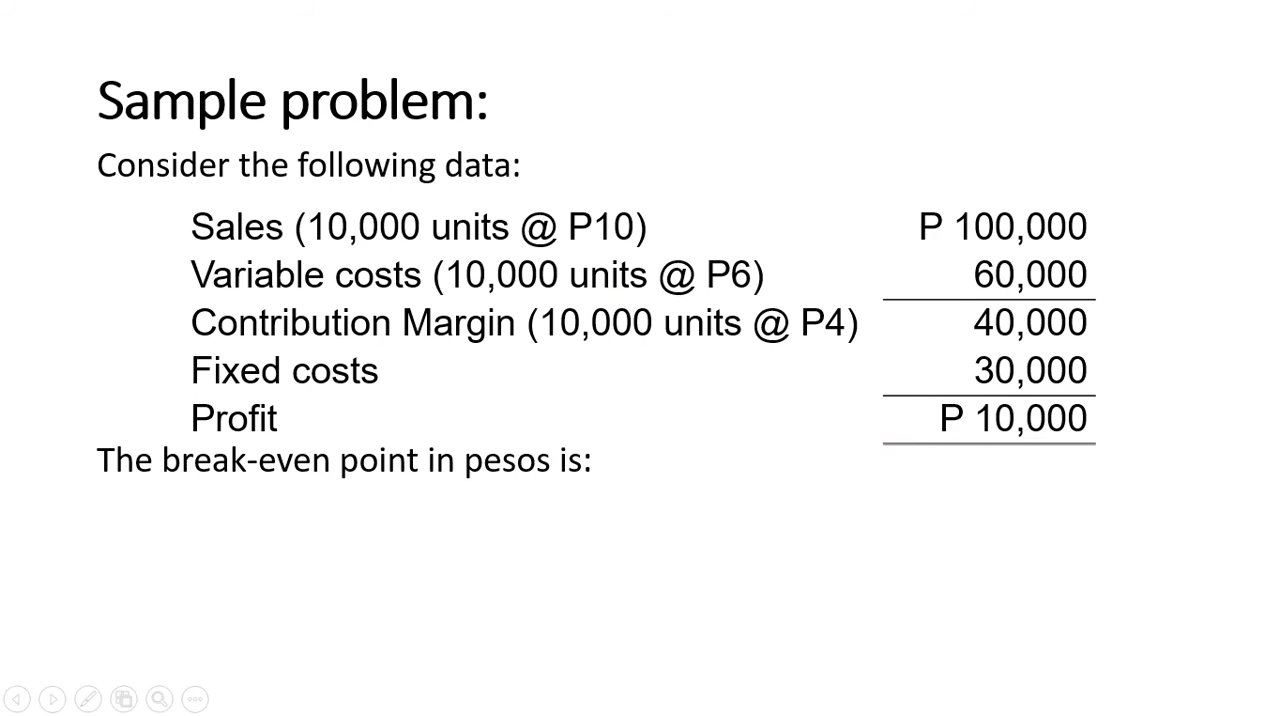 Sample problem:
Consider the following data:
Sales (10,000 units @ P10) P 100,000
Variable costs (10,000 units @ P6) 60,000
Contribution Margin (10,000 units @ P4) 40,000
Fixed costs 30,000
Profit P 10,000
The break-even point in pesos is: